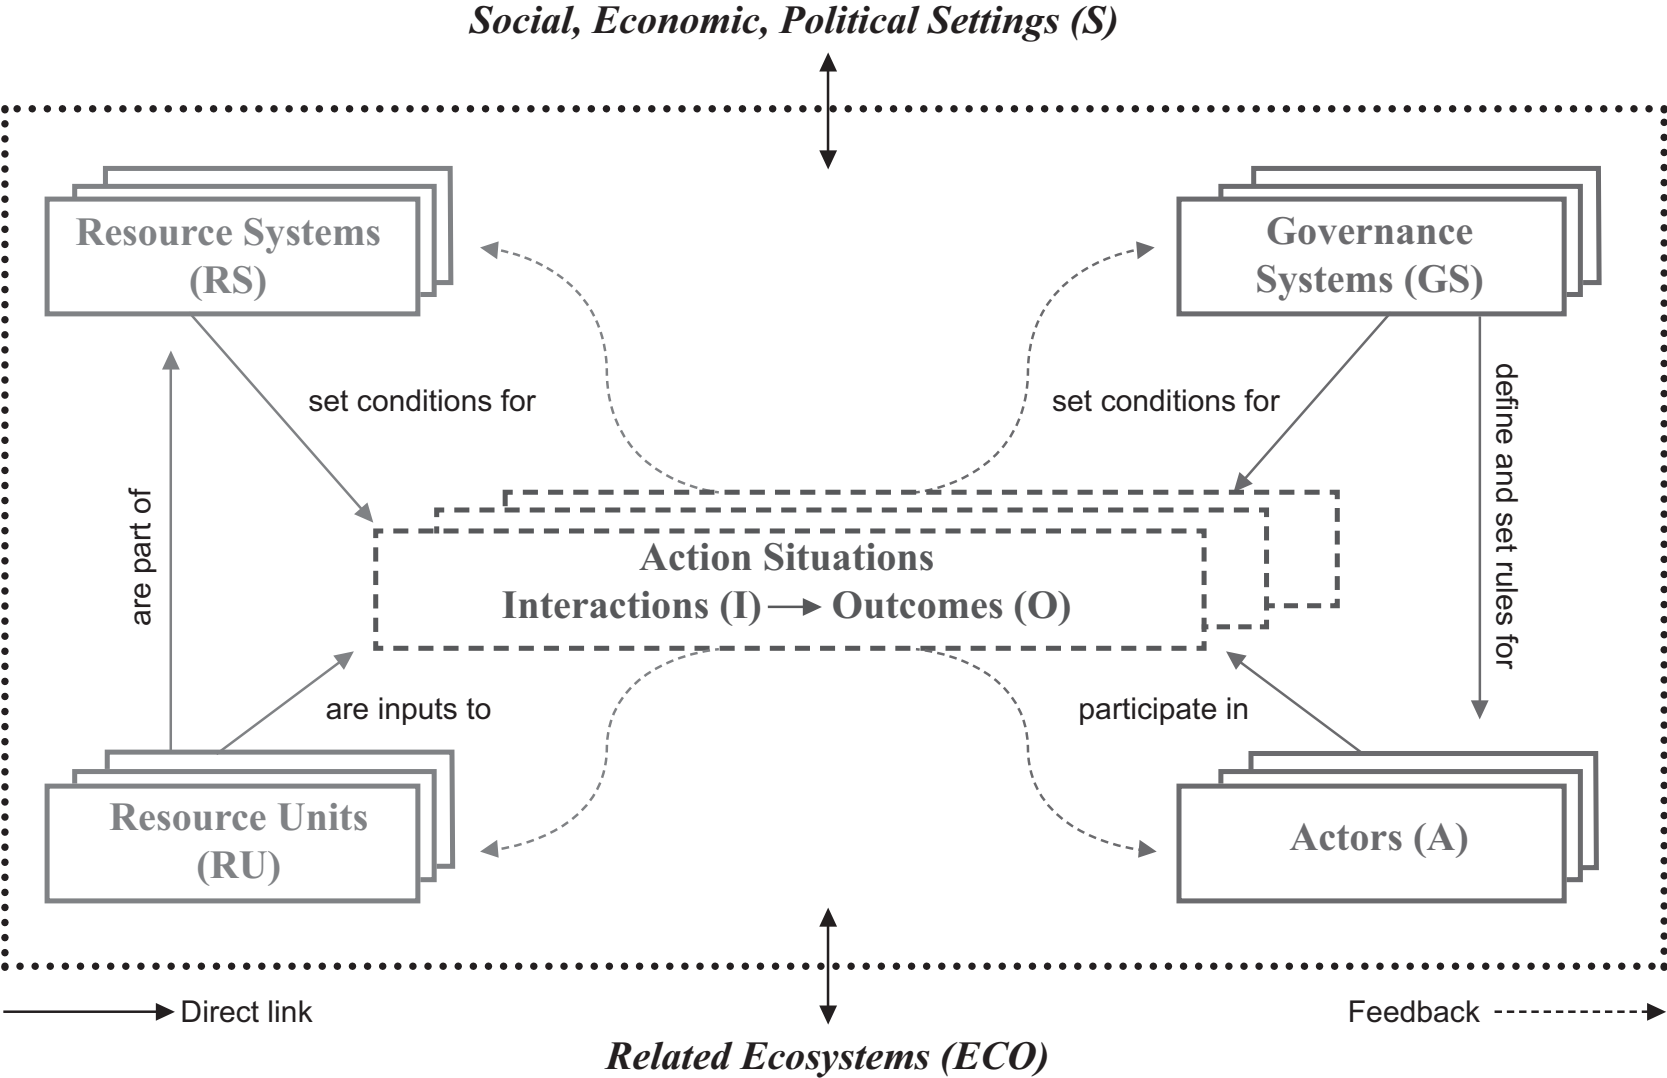 Social, Economic, Political Settings (S)
Resource Systems
(RS)
Governance
Systems (GS)
set conditions for
set conditions for
define and set rules for
are part of
Action Situations
Interactions (I) → Outcomes (O)
are inputs to
participate in
Resource Units
(RU)
Actors (A)
Direct link
Feedback
Related Ecosystems (ECO)